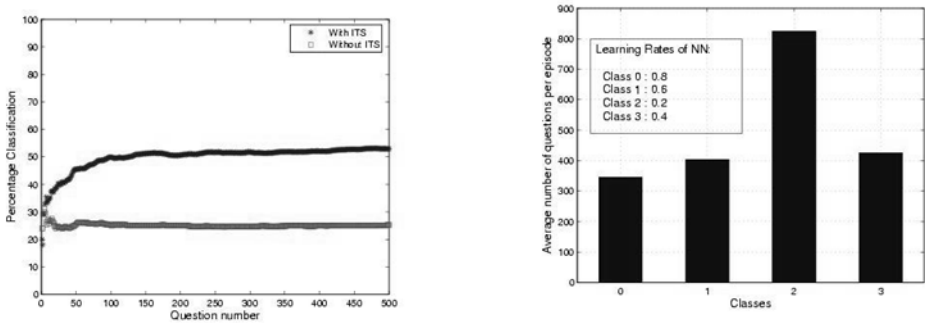 100
90
80
70
60
50
40
30
20
10
0
Percentage Classification
With ITS
Without ITS
0 50 100 150 200 250 300 350 400 450 500
Question number
900
800
700
600
500
400
300
200
100
0
Average number of questions per episode
Learning Rates of NN:
Class 0 : 0.8
Class 1 : 0.6
Class 2 : 0.2
Class 3 : 0.4
0 1 2 3
Classes